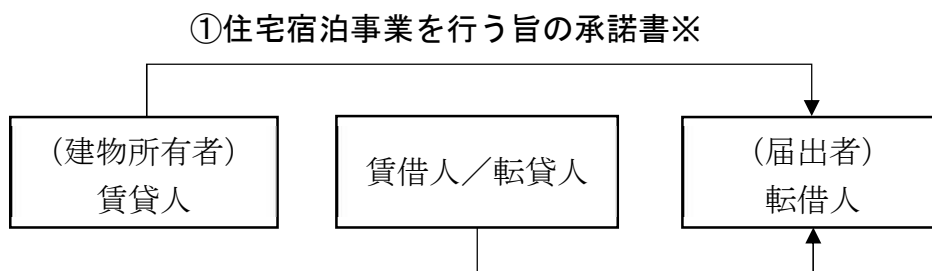 ①住宅宿泊事業を行う旨の承諾書※
(建物所有者)
賃貸人
賃借人／転貸人
(届出者)
転借人